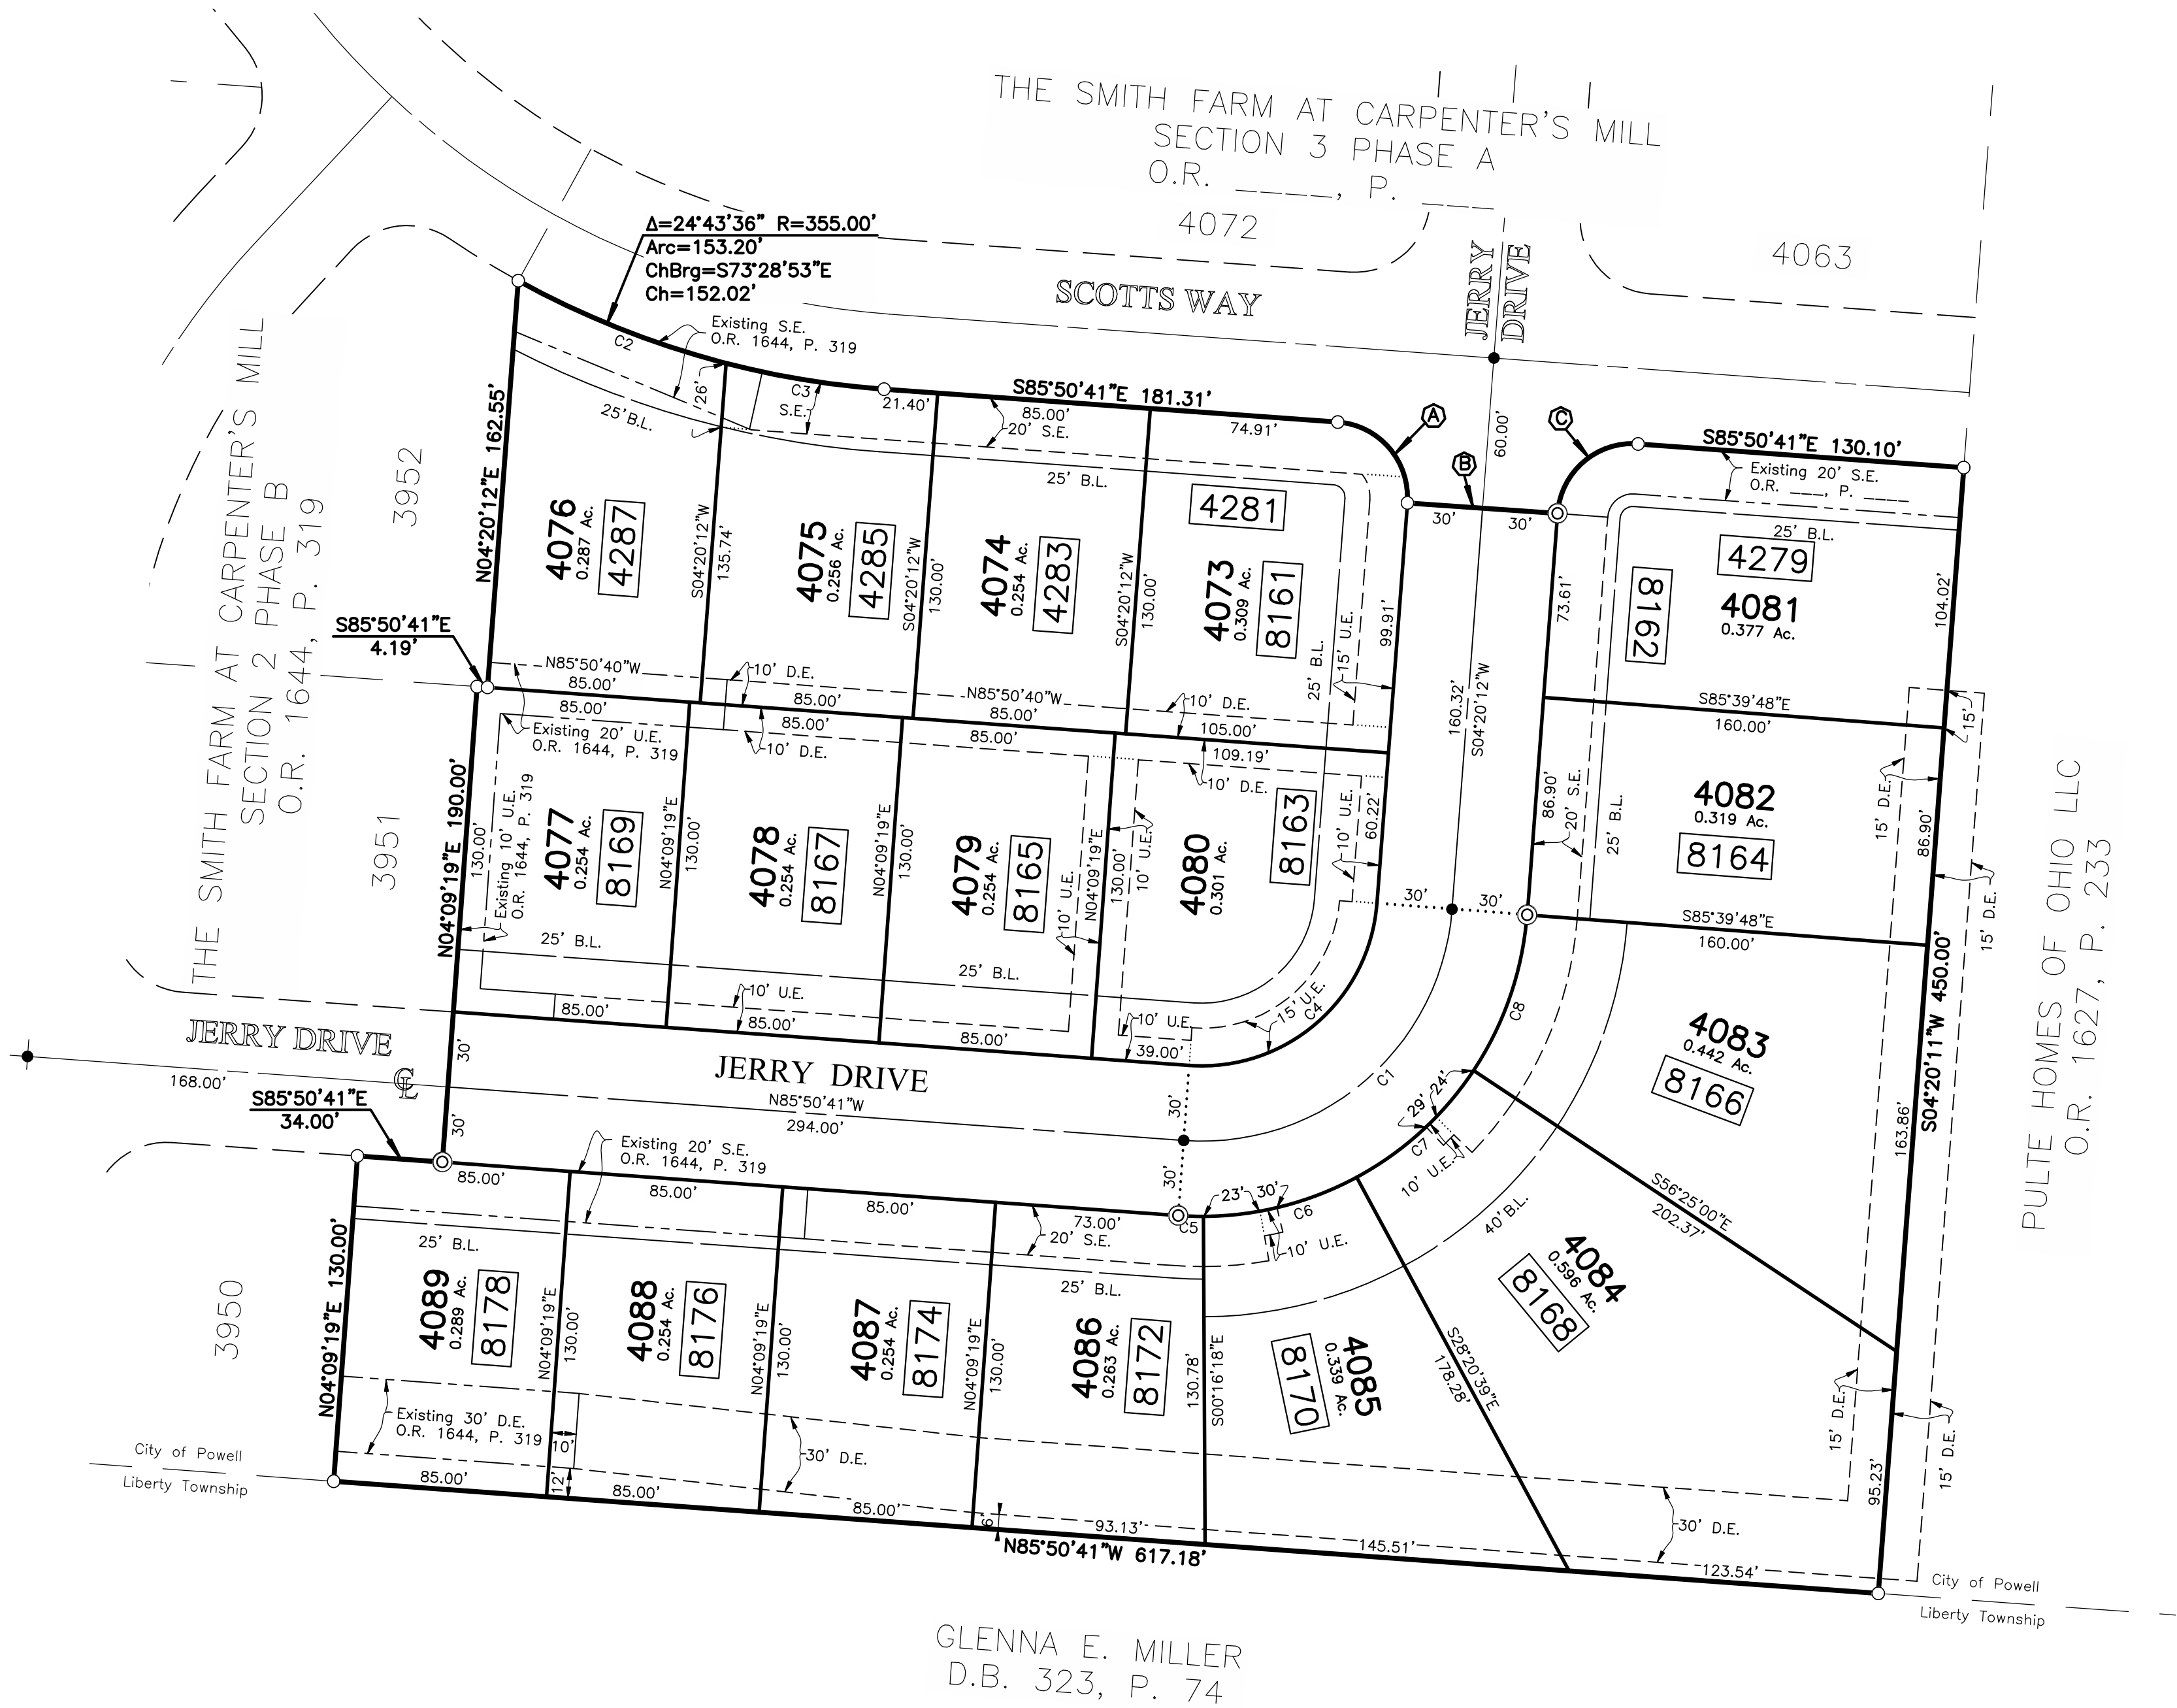 THE SMITH FARM AT CARPENTER'S MILL
SECTION 3 PHASE A
O.R. ____, P. ____
4072
4063
Δ=24°43'36" R=355.00'
Arc=153.20'
ChBrg=S73°28'53"E
Ch=152.02'
SCOTTS WAY
JERRY
DRIVE
Existing S.E.
O.R. 1644, P. 319
C2
C3
S.E.
26'
25'B.L.
21.40'
S85°50'41"E 181.31'
85.00'
20' S.E.
74.91'
A
B
C
60.00'
S85°50'41"E 130.10'
Existing 20' S.E.
O.R. ___, P. ____
25' B.L.
25' B.L.
30'
30'
THE SMITH FARM AT CARPENTER'S MILL
SECTION 2 PHASE B
O.R. 1644, P. 319
3952
N04°20'12"E 162.55'
4076
0.287 Ac.
4287
S04°20'12"W
135.74'
4075
0.256 Ac.
4285
S04°20'12"W
130.00'
4074
0.254 Ac.
4283
S04°20'12"W
130.00'
4281
4073
0.309 Ac.
8161
25' B.L.
15' U.E.
99.91'
160.32'
S04°20'12"W
73.61'
8162
4279
4081
0.377 Ac.
104.02'
S85°50'41"E
4.19'
N85°50'40"W
85.00'
10' D.E.
85.00'
N85°50'40"W
85.00'
10' D.E.
105.00'
S85°39'48"E
160.00'
15'
85.00'
Existing 20' U.E.
O.R. 1644, P. 319
85.00'
10' D.E.
85.00'
109.19'
10' D.E.
3951
N04°09'19"E 190.00'
130.00'
Existing 10' U.E.
O.R. 1644, P. 319
4077
0.254 Ac.
8169
N04°09'19"E
130.00'
4078
0.254 Ac.
8167
N04°09'19"E
130.00'
4079
0.254 Ac.
8165
10' U.E.
N04°09'19"E
130.00'
10' U.E.
4080
0.301 Ac.
8163
10' U.E.
60.22'
86.90'
20' S.E.
25' B.L.
4082
0.319 Ac.
8164
15' D.E.
86.90'
15' D.E.
PULTE HOMES OF OHIO LLC
O.R. 1627, P. 233
30'
30'
S85°39'48"E
160.00'
S04°20'11"W 450.00'
25' B.L.
25' B.L.
10' U.E.
85.00'
85.00'
85.00'
10' U.E.
39.00'
15' U.E.
C4
C8
4083
0.442 Ac.
8166
163.86'
JERRY DRIVE
168.00'
CL
30'
30'
JERRY DRIVE
N85°50'41"W
294.00'
C1
30'
30'
29'
24'
C7
10' U.E.
S56°25'00"E
202.37'
S85°50'41"E
34.00'
Existing 20' S.E.
O.R. 1644, P. 319
85.00'
85.00'
85.00'
73.00'
20' S.E.
C5
23'
30'
C6
10' U.E.
40' B.L.
25' B.L.
25' B.L.
3950
N04°09'19"E 130.00'
4089
0.289 Ac.
8178
N04°09'19"E
130.00'
4088
0.254 Ac.
8176
N04°09'19"E
130.00'
4087
0.254 Ac.
8174
N04°09'19"E
130.00'
4086
0.263 Ac.
8172
130.78'
S00°16'18"E
4085
0.339 Ac.
8170
S28°20'39"E
178.28'
4084
0.596 Ac.
8168
15' D.E.
95.23'
15' D.E.
Existing 30' D.E.
O.R. 1644, P. 319
10'
12'
30' D.E.
6'
30' D.E.
City of Powell
Liberty Township
85.00'
85.00'
85.00'
93.13'
145.51'
123.54'
N85°50'41"W 617.18'
City of Powell
Liberty Township
GLENNA E. MILLER
D.B. 323, P. 74